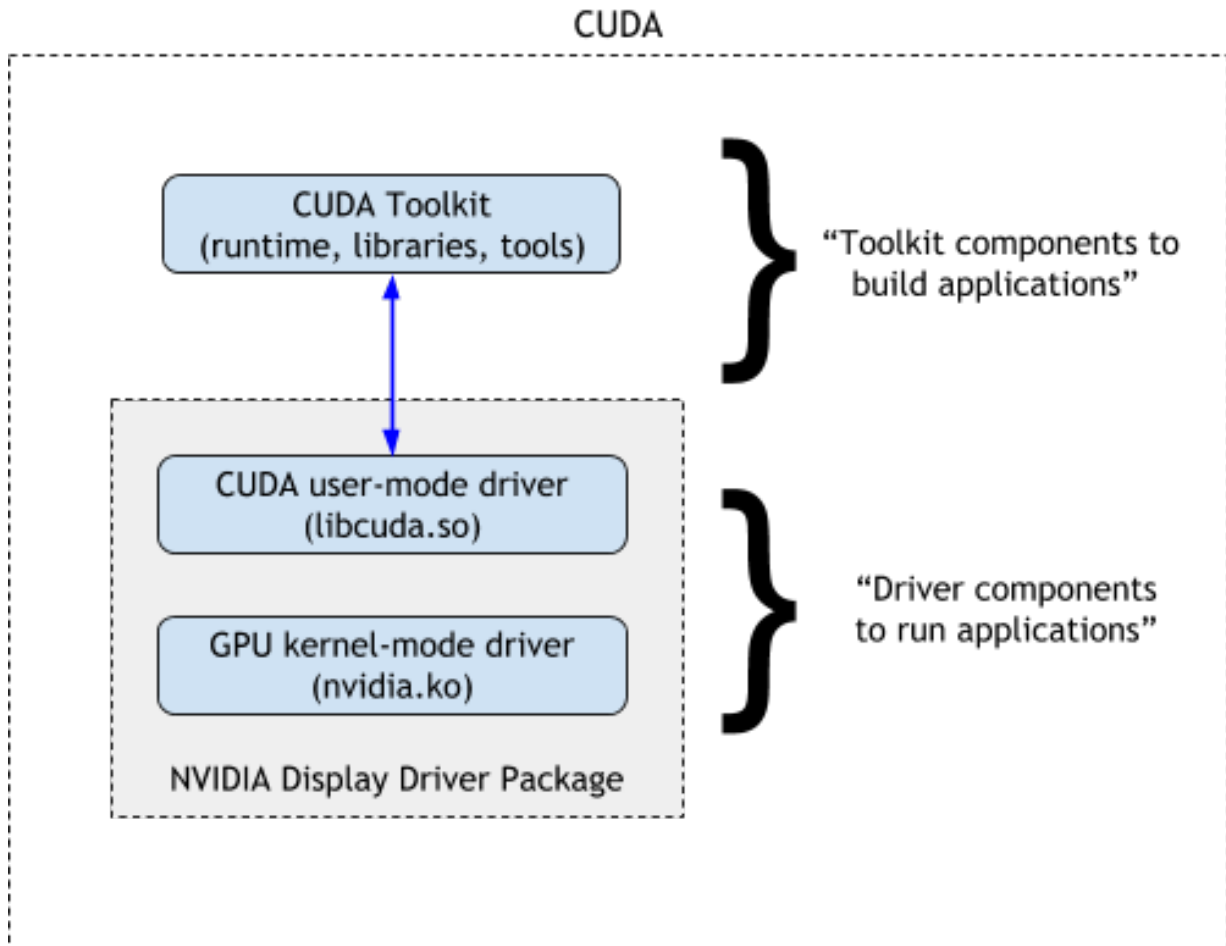 CUDA
CUDA Toolkit
(runtime, libraries, tools)
“Toolkit components to
build applications”
CUDA user-mode driver
(libcuda.so)
GPU kernel-mode driver
(nvidia.ko)
NVIDIA Display Driver Package
“Driver components
to run applications”